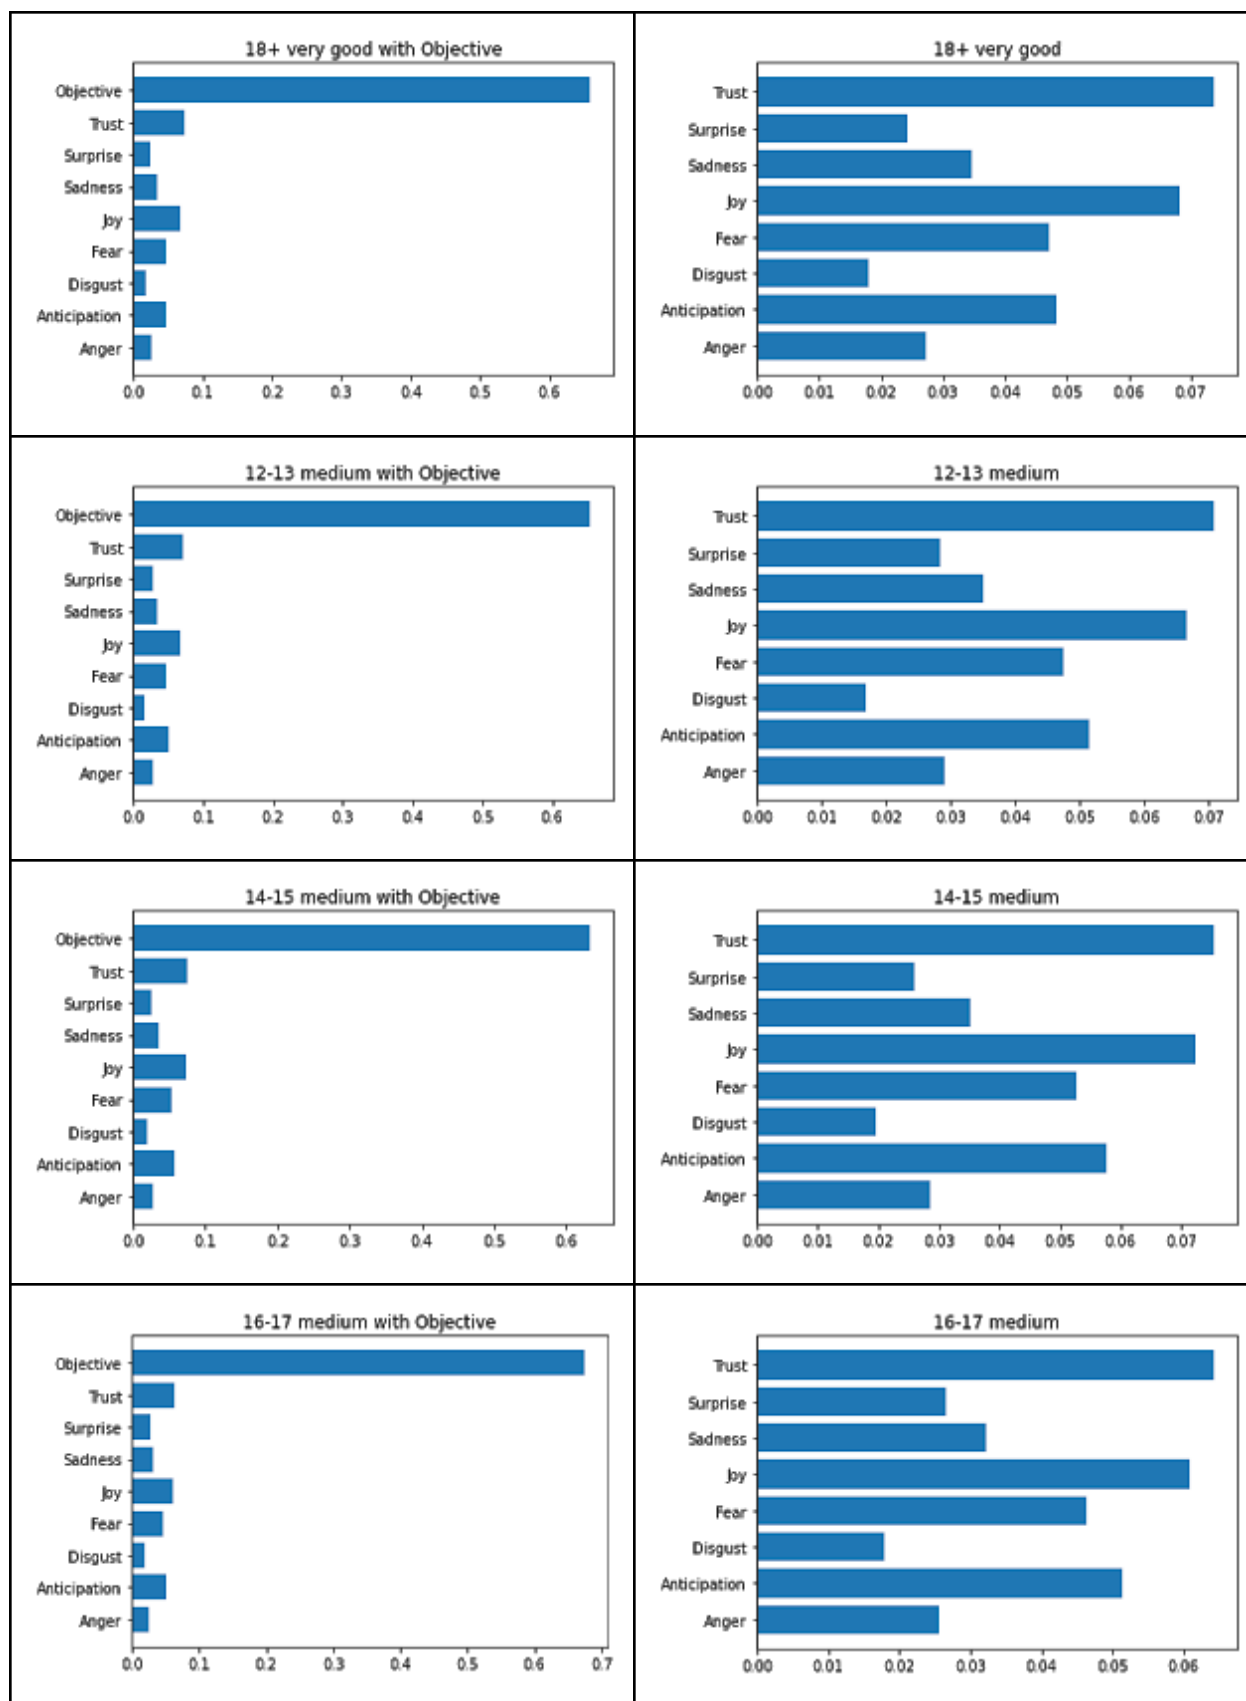 18+ very good with Objective
Objective
Trust
Surprise
Sadness
Joy
Fear
Disgust
Anticipation
Anger
0.0 0.1 0.2 0.3 0.4 0.5 0.6
18+ very good
Trust
Surprise
Sadness
Joy
Fear
Disgust
Anticipation
Anger
0.00 0.01 0.02 0.03 0.04 0.05 0.06 0.07
12-13 medium with Objective
Objective
Trust
Surprise
Sadness
Joy
Fear
Disgust
Anticipation
Anger
0.0 0.1 0.2 0.3 0.4 0.5 0.6
12-13 medium
Trust
Surprise
Sadness
Joy
Fear
Disgust
Anticipation
Anger
0.00 0.01 0.02 0.03 0.04 0.05 0.06 0.07
14-15 medium with Objective
Objective
Trust
Surprise
Sadness
Joy
Fear
Disgust
Anticipation
Anger
0.0 0.1 0.2 0.3 0.4 0.5 0.6
14-15 medium
Trust
Surprise
Sadness
Joy
Fear
Disgust
Anticipation
Anger
0.00 0.01 0.02 0.03 0.04 0.05 0.06 0.07
16-17 medium with Objective
Objective
Trust
Surprise
Sadness
Joy
Fear
Disgust
Anticipation
Anger
0.0 0.1 0.2 0.3 0.4 0.5 0.6 0.7
16-17 medium
Trust
Surprise
Sadness
Joy
Fear
Disgust
Anticipation
Anger
0.00 0.01 0.02 0.03 0.04 0.05 0.06